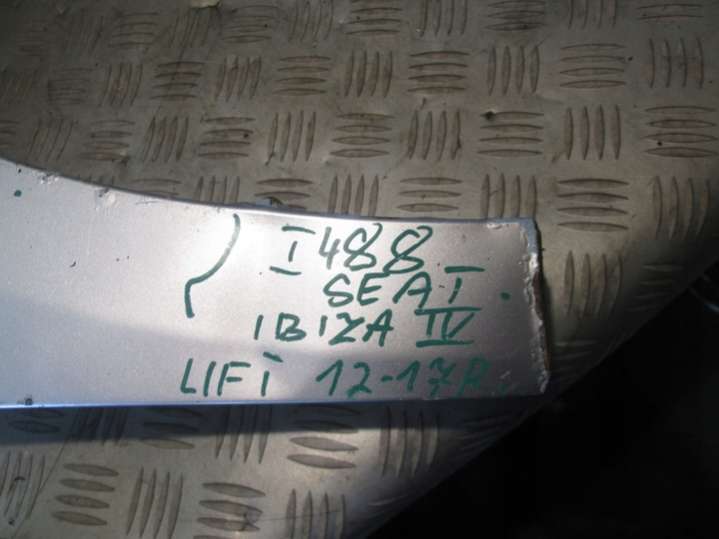 I488
SEAT
IBIZA IV
LIFT 12-17R.